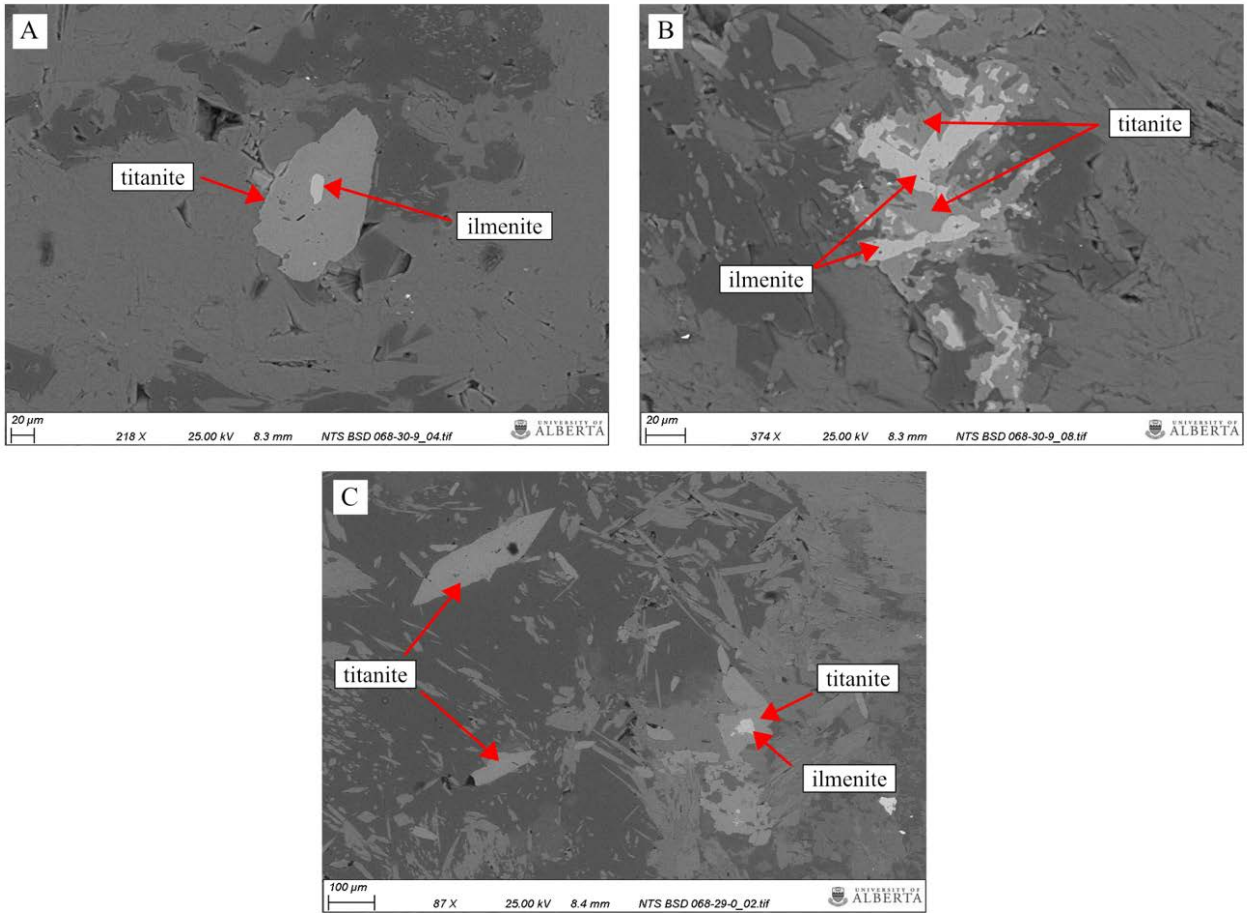 A
titanite
ilmenite
20 µm
218 X 25.00 kV 8.3 mm NTS BSD 068-30-9_04.tif
UNIVERSITY OF
ALBERTA
B
titanite
ilmenite
20 µm
374 X 25.00 kV 8.3 mm NTS BSD 068-30-9_08.tif
UNIVERSITY OF
ALBERTA
C
titanite
titanite
ilmenite
100 µm
87 X 25.00 kV 8.4 mm NTS BSD 068-29-0_02.tif
UNIVERSITY OF
ALBERTA